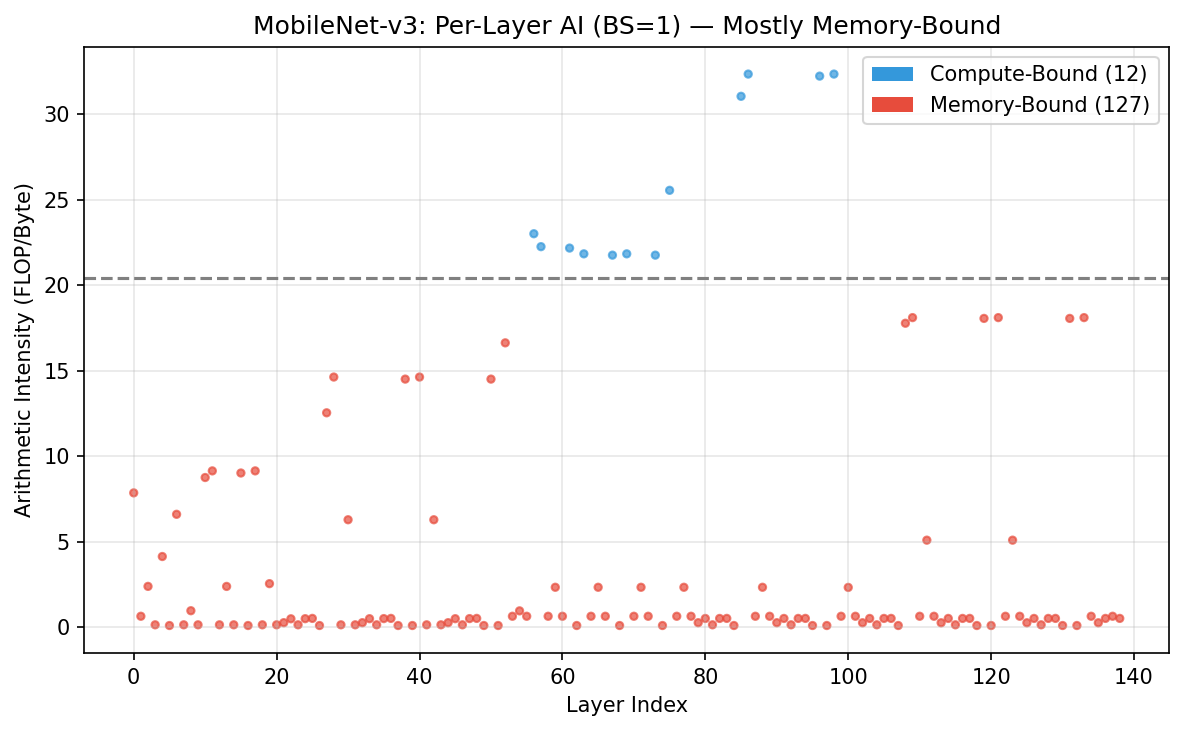 MobileNet-v3: Per-Layer AI (BS=1) — Mostly Memory-Bound
Compute-Bound (12)
Memory-Bound (127)
Arithmetic Intensity (FLOP/Byte)
30
25
20
15
10
5
0
0 20 40 60 80 100 120 140
Layer Index